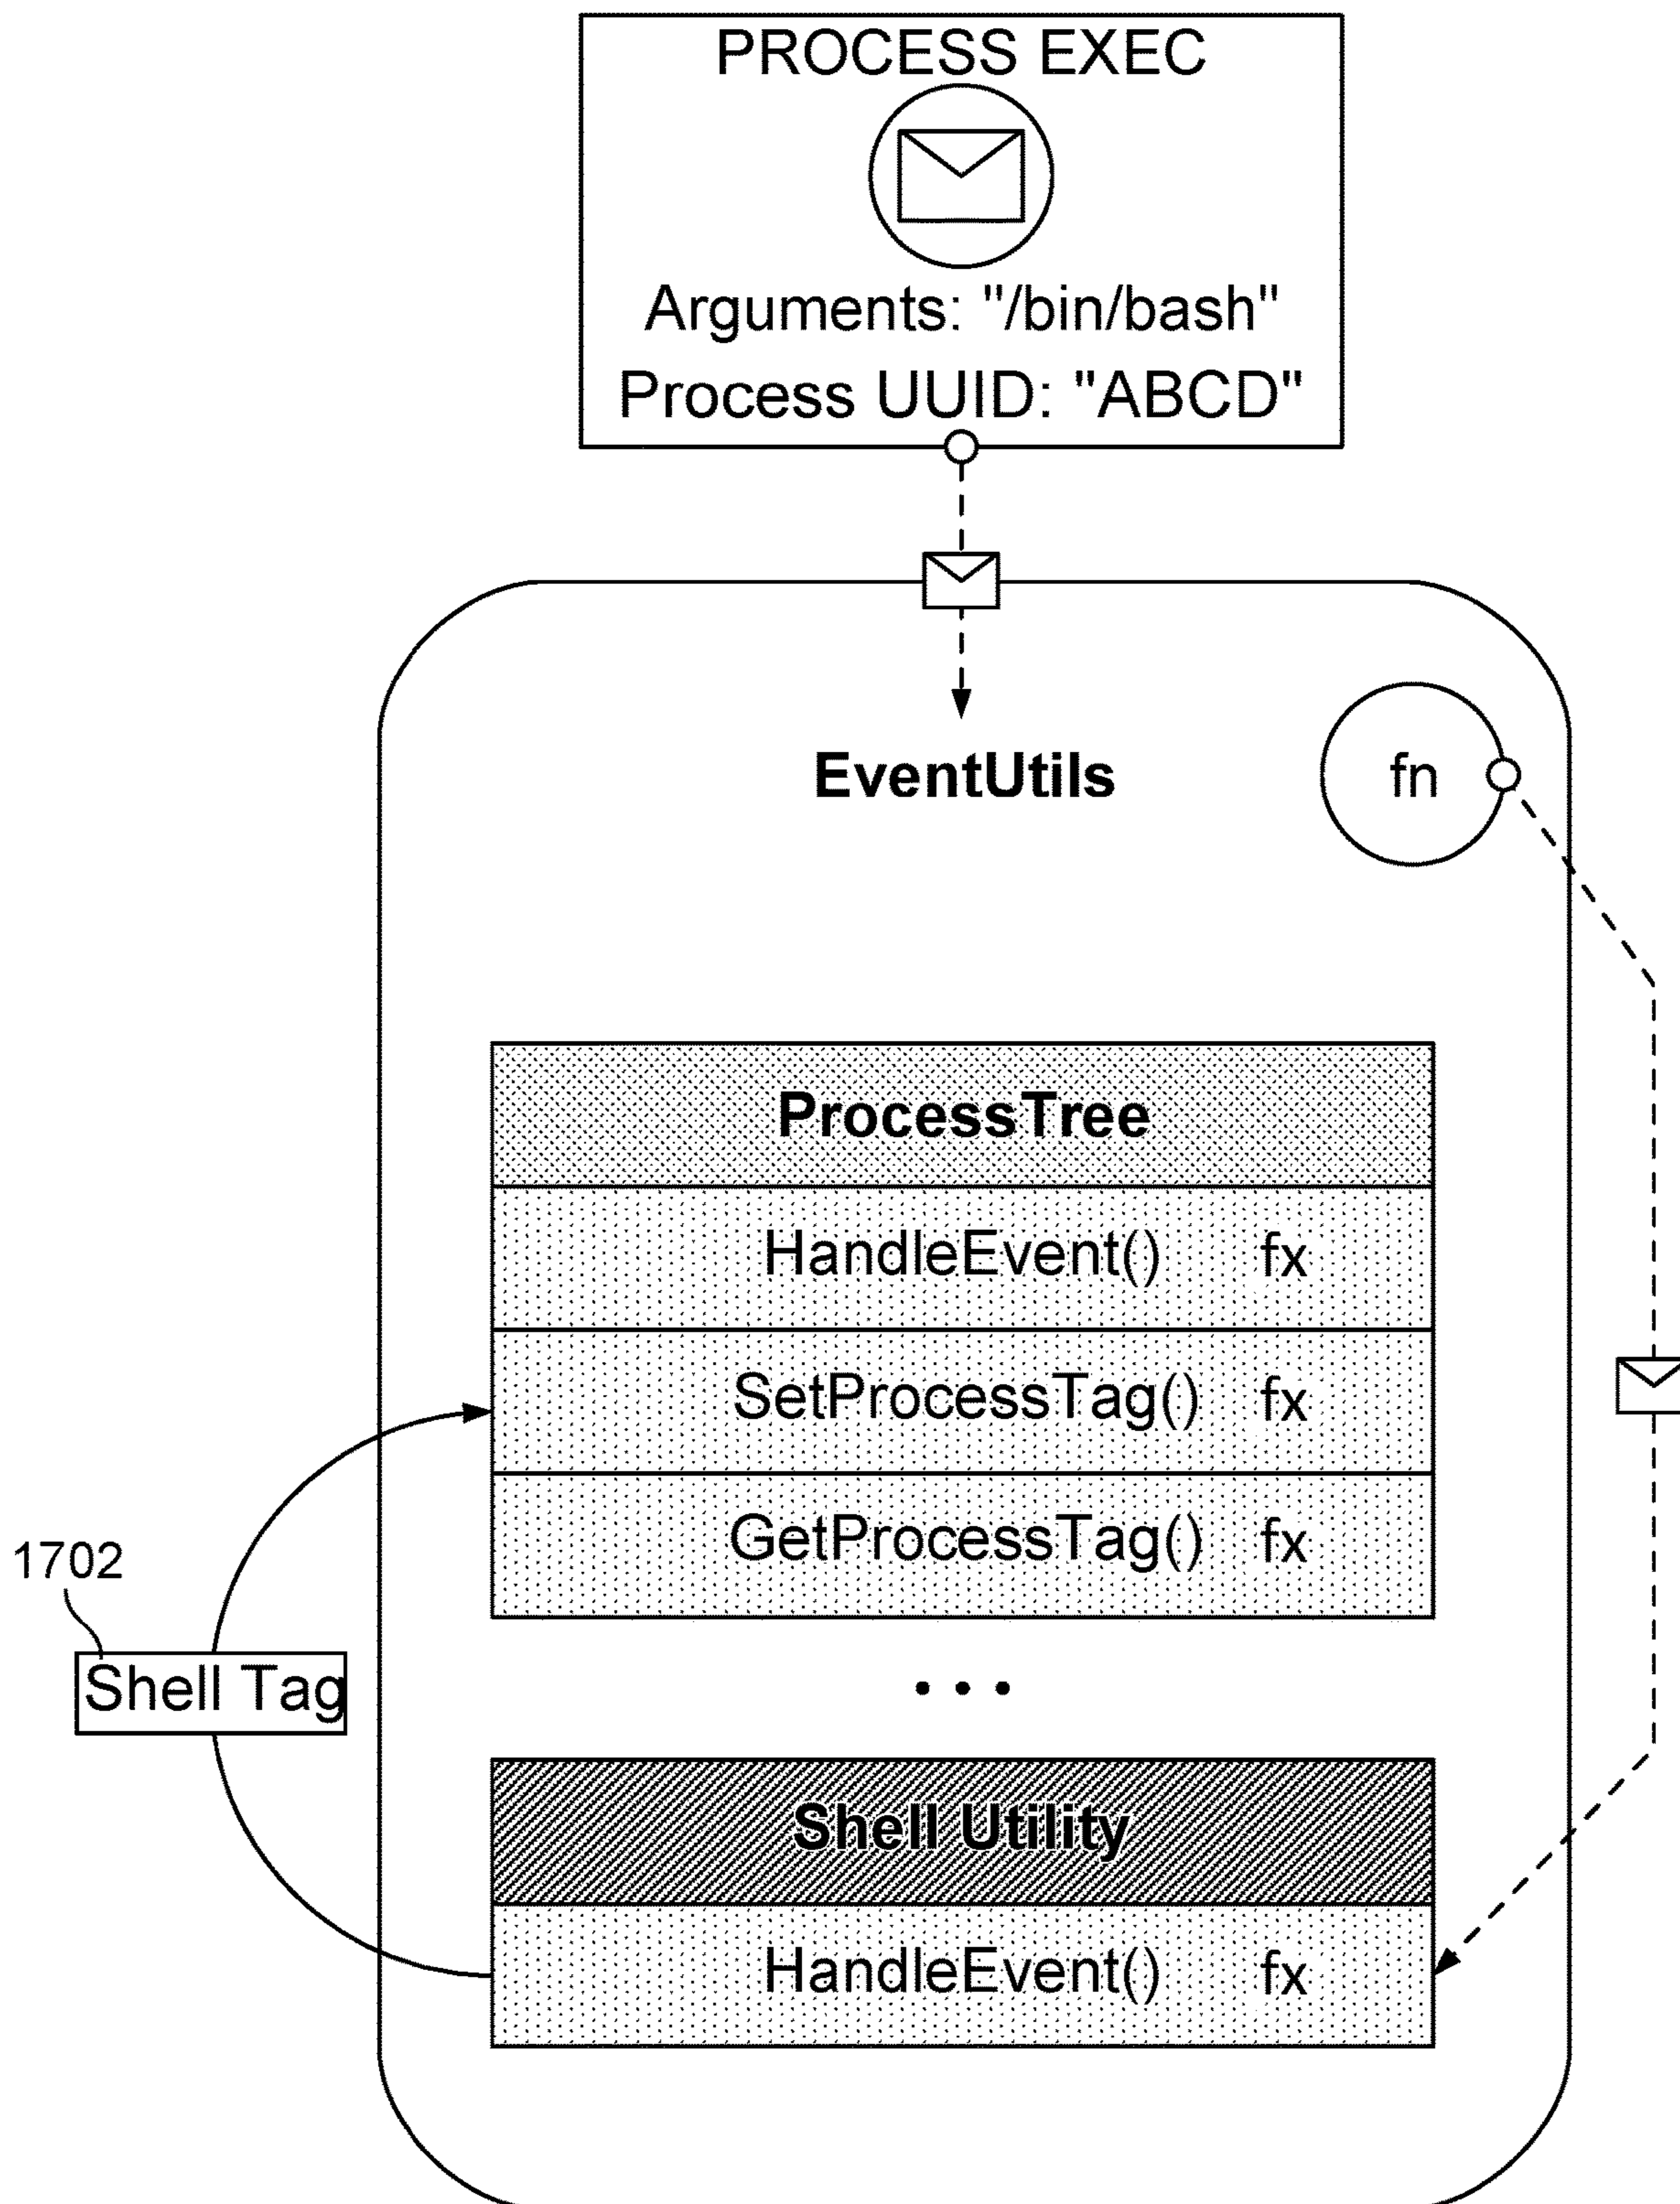 PROCESS EXEC
Arguments: "/bin/bash"
Process UUID: "ABCD"
EventUtils
fn
ProcessTree
HandleEvent() fx
SetProcessTag() fx
GetProcessTag() fx
1702
Shell Tag
...
Shell Utility
HandleEvent() fx